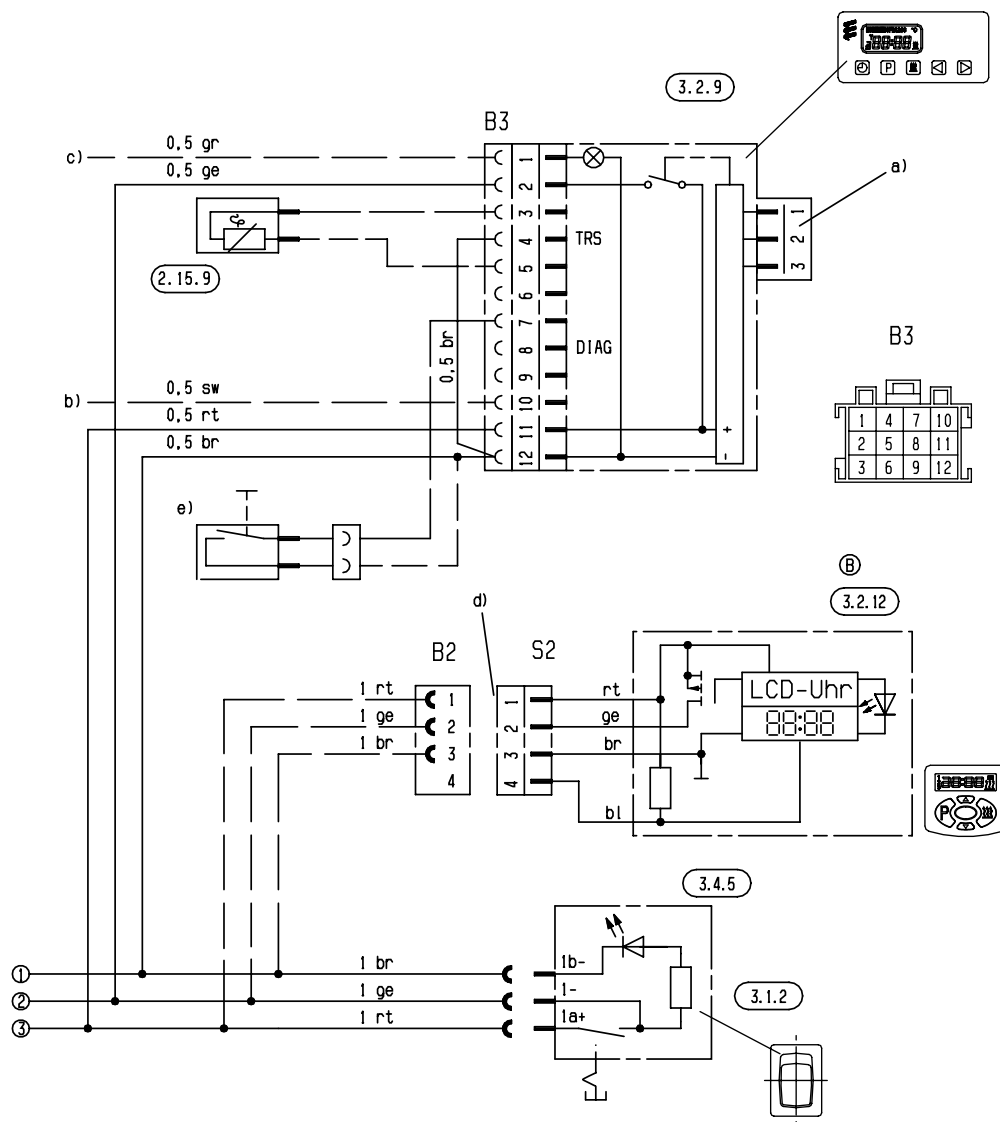 88:88
P
3.2.9
B3
c)
0,5 gr
0,5 ge
1
2
3
4
5
6
7
8
9
10
11
12
TRS
DIAG
+
-
a)
1
2
3
2.15.9
0,5 br
b)
0,5 sw
0,5 rt
0,5 br
B3
1 4 7 10
2 5 8 11
3 6 9 12
e)
B
3.2.12
d)
B2
S2
1 rt
1 ge
1 br
1
2
3
4
1
2
3
4
rt
ge
br
bl
LCD-Uhr
88:88
88:88
P
3.4.5
1 br
1 ge
1 rt
1b-
1-
1a+
1
2
3
3.1.2